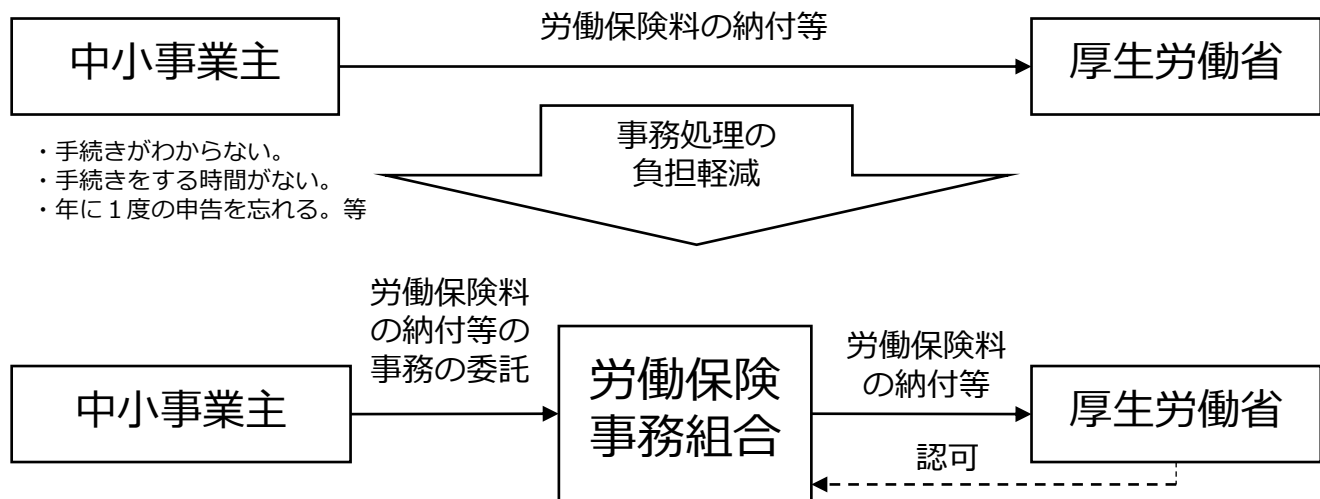 労働保険料の納付等
中小事業主
厚生労働省
・手続きがわからない。
・手続きをする時間がない。
・年に１度の申告を忘れる。等
事務処理の
負担軽減
労働保険料
の納付等の
事務の委託
労働保険料
の納付等
中小事業主
労働保険
事務組合
厚生労働省
認可